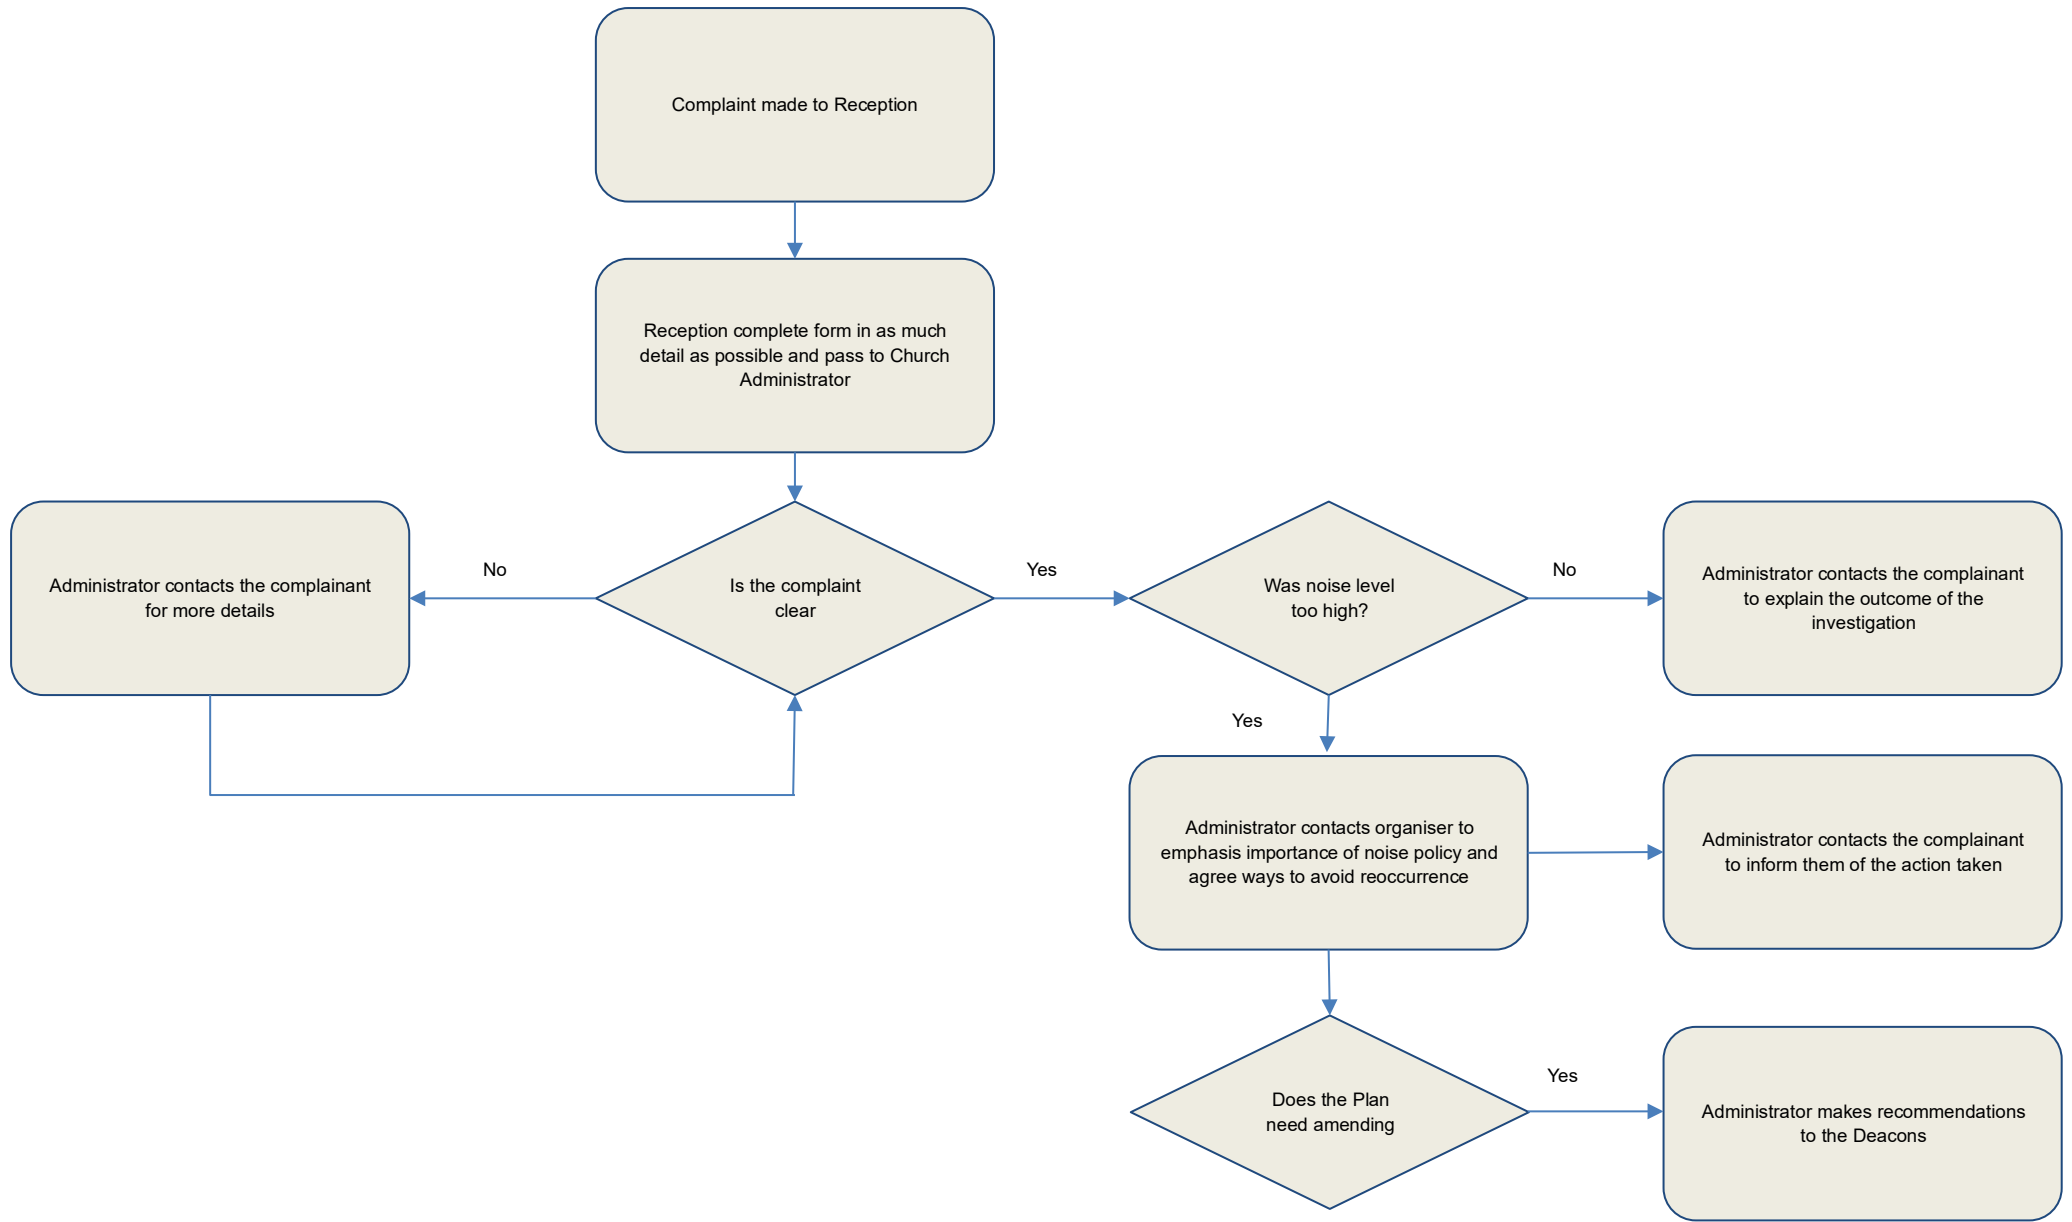 Complaint made to Reception
Reception complete form in as much
detail as possible and pass to Church
Administrator
Administrator contacts the complainant
for more details
No
Is the complaint
clear
Yes
Was noise level
too high?
No
Administrator contacts the complainant
to explain the outcome of the
investigation
Yes
Administrator contacts organiser to
emphasis importance of noise policy and
agree ways to avoid reoccurrence
Administrator contacts the complainant
to inform them of the action taken
Does the Plan
need amending
Yes
Administrator makes recommendations
to the Deacons